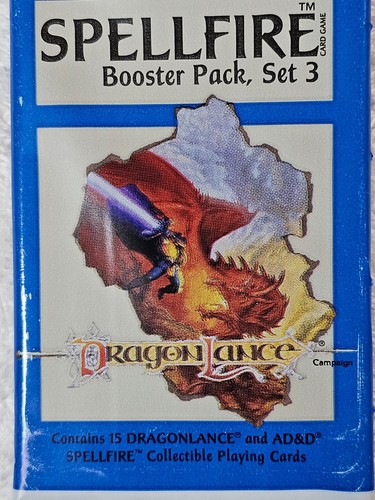 SPELLFIRE™
CARD GAME
Booster Pack, Set 3
DRAGONLANCE®
Campaign
Contains 15 DRAGONLANCE® and AD&D®
SPELLFIRE™ Collectible Playing Cards